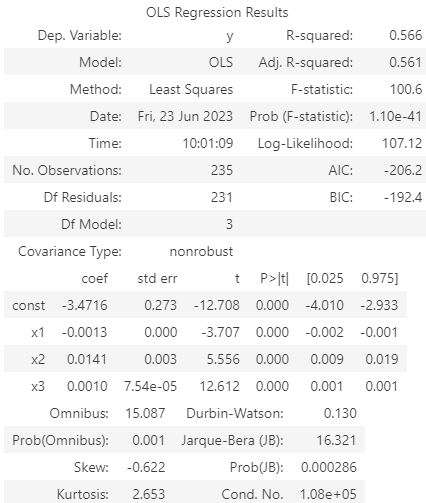 OLS Regression Results
Dep. Variable: y R-squared: 0.566
Model: OLS Adj. R-squared: 0.561
Method: Least Squares F-statistic: 100.6
Date: Fri, 23 Jun 2023 Prob (F-statistic): 1.10e-41
Time: 10:01:09 Log-Likelihood: 107.12
No. Observations: 235 AIC: -206.2
Df Residuals: 231 BIC: -192.4
Df Model: 3
Covariance Type: nonrobust
coef std err t P>|t| [0.025 0.975]
const -3.4716 0.273 -12.708 0.000 -4.010 -2.933
x1 -0.0013 0.000 -3.707 0.000 -0.002 -0.001
x2 0.0141 0.003 5.556 0.000 0.009 0.019
x3 0.0010 7.54e-05 12.612 0.000 0.001 0.001
Omnibus: 15.087 Durbin-Watson: 0.130
Prob(Omnibus): 0.001 Jarque-Bera (JB): 16.321
Skew: -0.622 Prob(JB): 0.000286
Kurtosis: 2.653 Cond. No. 1.08e+05